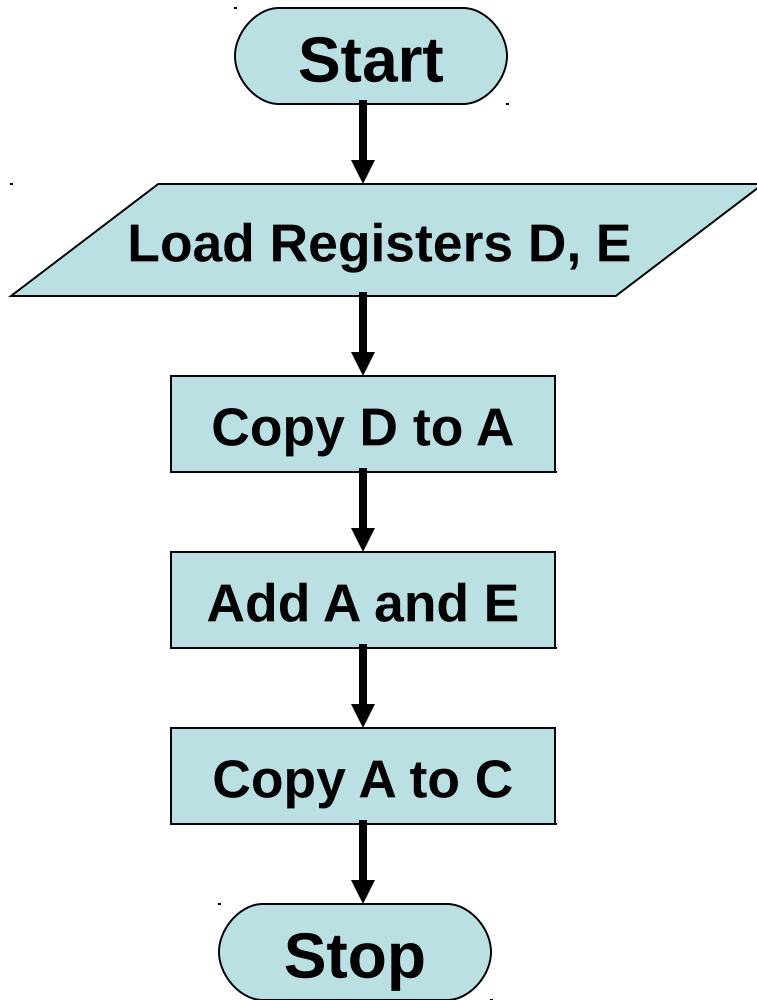 Start
Load Registers D, E
Copy D to A
Add A and E
Copy A to C
Stop